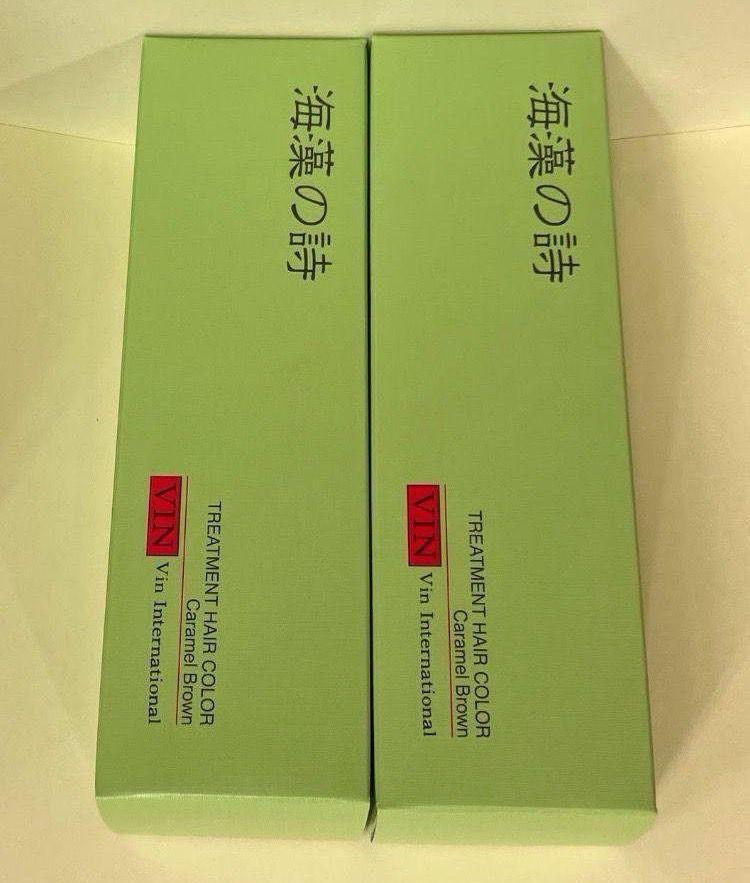 海藻の詩
TREATMENT HAIR COLOR
Caramel Brown
VIN Vin International
海藻の詩
TREATMENT HAIR COLOR
Caramel Brown
VIN Vin International